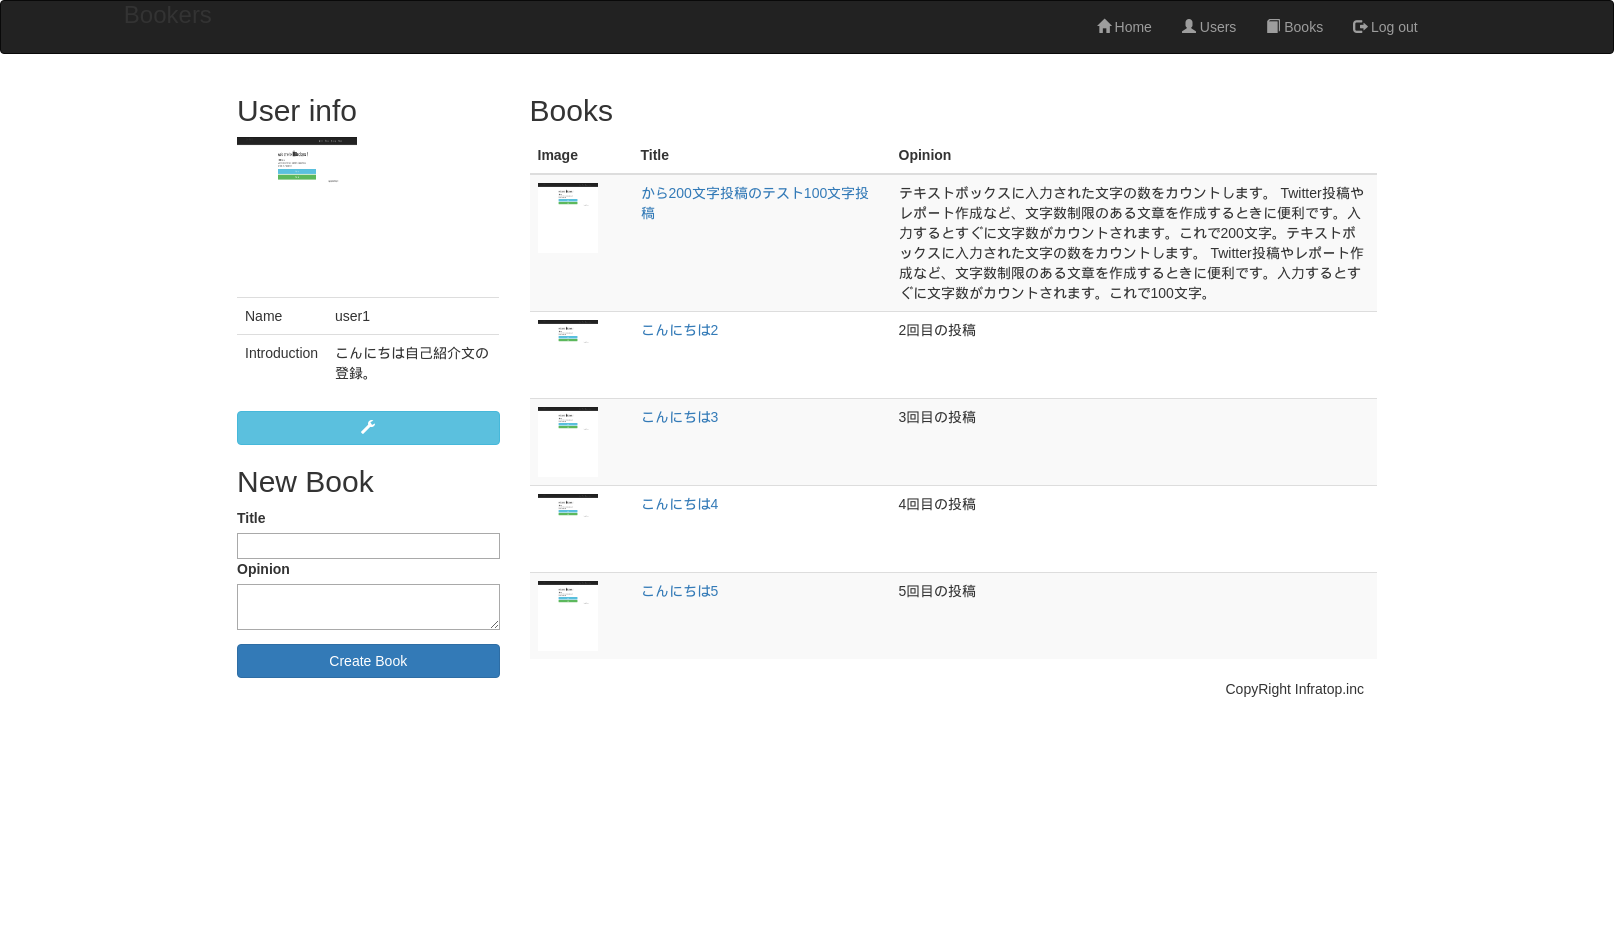 Bookers
Home
Users
Books
Log out
User info
Name
user1
Introduction
こんにちは自己紹介文の
登録。
New Book
Title
Opinion
Create Book
Books
Image
Title
Opinion
から200文字投稿のテスト100文字投
稿
テキストボックスに入力された文字の数をカウントします。 Twitter投稿や
レポート作成など、文字数制限のある文章を作成するときに便利です。入
力するとすぐに文字数がカウントされます。これで200文字。テキストボ
ックスに入力された文字の数をカウントします。 Twitter投稿やレポート作
成など、文字数制限のある文章を作成するときに便利です。入力するとす
ぐに文字数がカウントされます。これで100文字。
こんにちは2
2回目の投稿
こんにちは3
3回目の投稿
こんにちは4
4回目の投稿
こんにちは5
5回目の投稿
CopyRight Infratop.inc